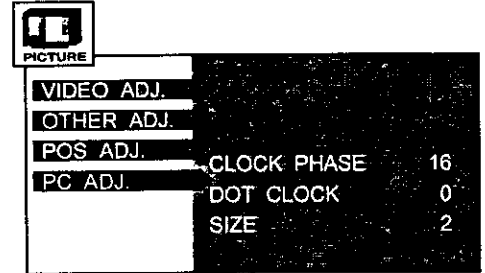 PICTURE
VIDEO ADJ.
OTHER ADJ.
POS ADJ.
PC ADJ.
CLOCK PHASE 16
DOT CLOCK 0
SIZE 2